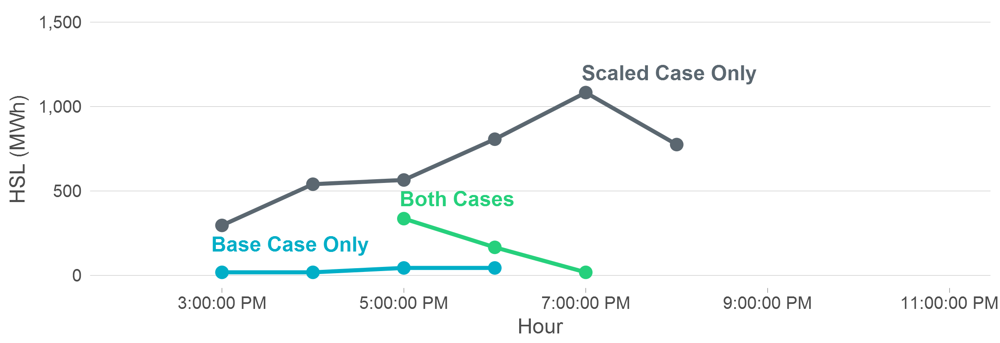 HSL (MWh)
1,500
1,000
500
0
Scaled Case Only
Both Cases
Base Case Only
3:00:00 PM
5:00:00 PM
7:00:00 PM
9:00:00 PM
11:00:00 PM
Hour